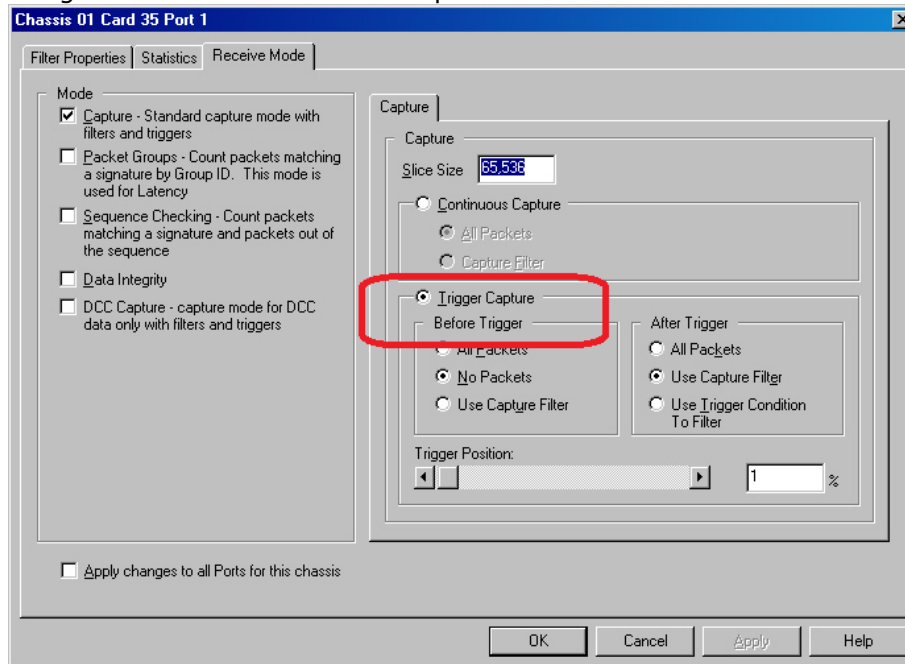 Chassis 01 Card 35 Port 1
Filter Properties
Statistics
Receive Mode
Mode
Capture - Standard capture mode with
filters and triggers
Packet Groups - Count packets matching
a signature by Group ID. This mode is
used for Latency
Sequence Checking - Count packets
matching a signature and packets out of
the sequence
Data Integrity
DCC Capture - capture mode for DCC
data only with filters and triggers
Capture
Capture
Slice Size 65,536
Continuous Capture
All Packets
Capture Filter
Trigger Capture
Before Trigger
All Packets
No Packets
Use Capture Filter
After Trigger
All Packets
Use Capture Filter
Use Trigger Condition
To Filter
Trigger Position:
1 %
Apply changes to all Ports for this chassis
OK
Cancel
Apply
Help